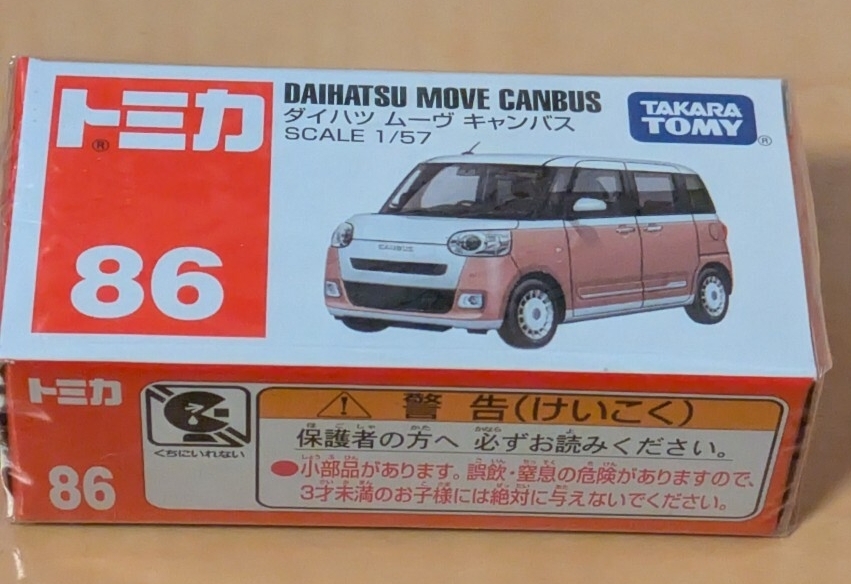 トミカ®
86
DAIHATSU MOVE CANBUS
ダイハツ ムーヴ キャンバス
SCALE 1/57
TAKARA TOMY®
CANBUS
トミカ
86
くちにいれない
警告(けいこく)
保護者の方へ 必ずお読みください。
●小部品があります。誤飲・窒息の危険がありますので、
3才未満のお子様には絶対に与えないでください。